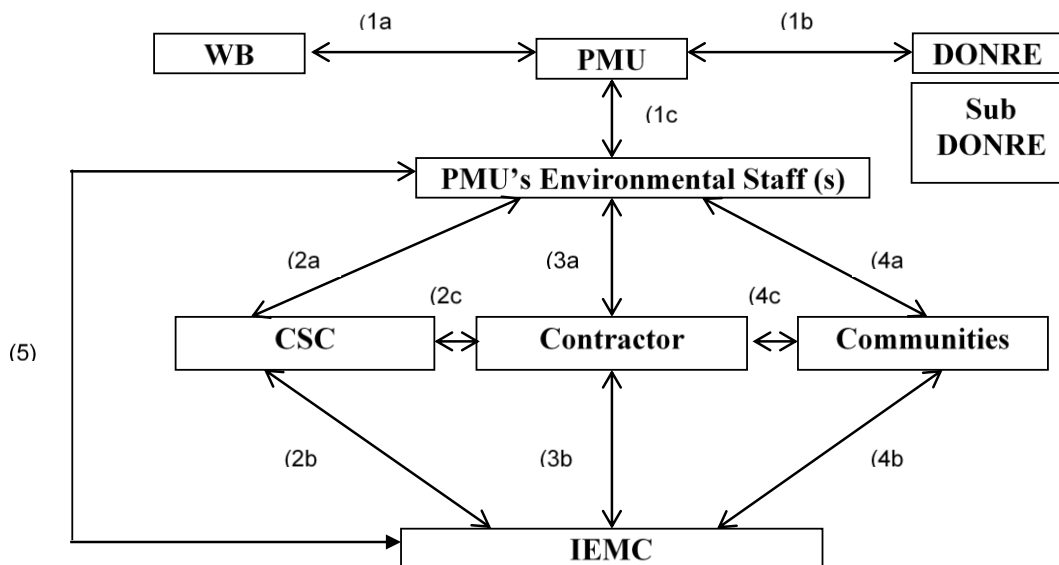 (1a
(1b
WB
PMU
DONRE
(1c
Sub
DONRE
PMU’s Environmental Staff (s)
(2a
(3a
(4a
(2c
(4c
CSC
Contractor
Communities
(5)
(2b
(3b
(4b
IEMC